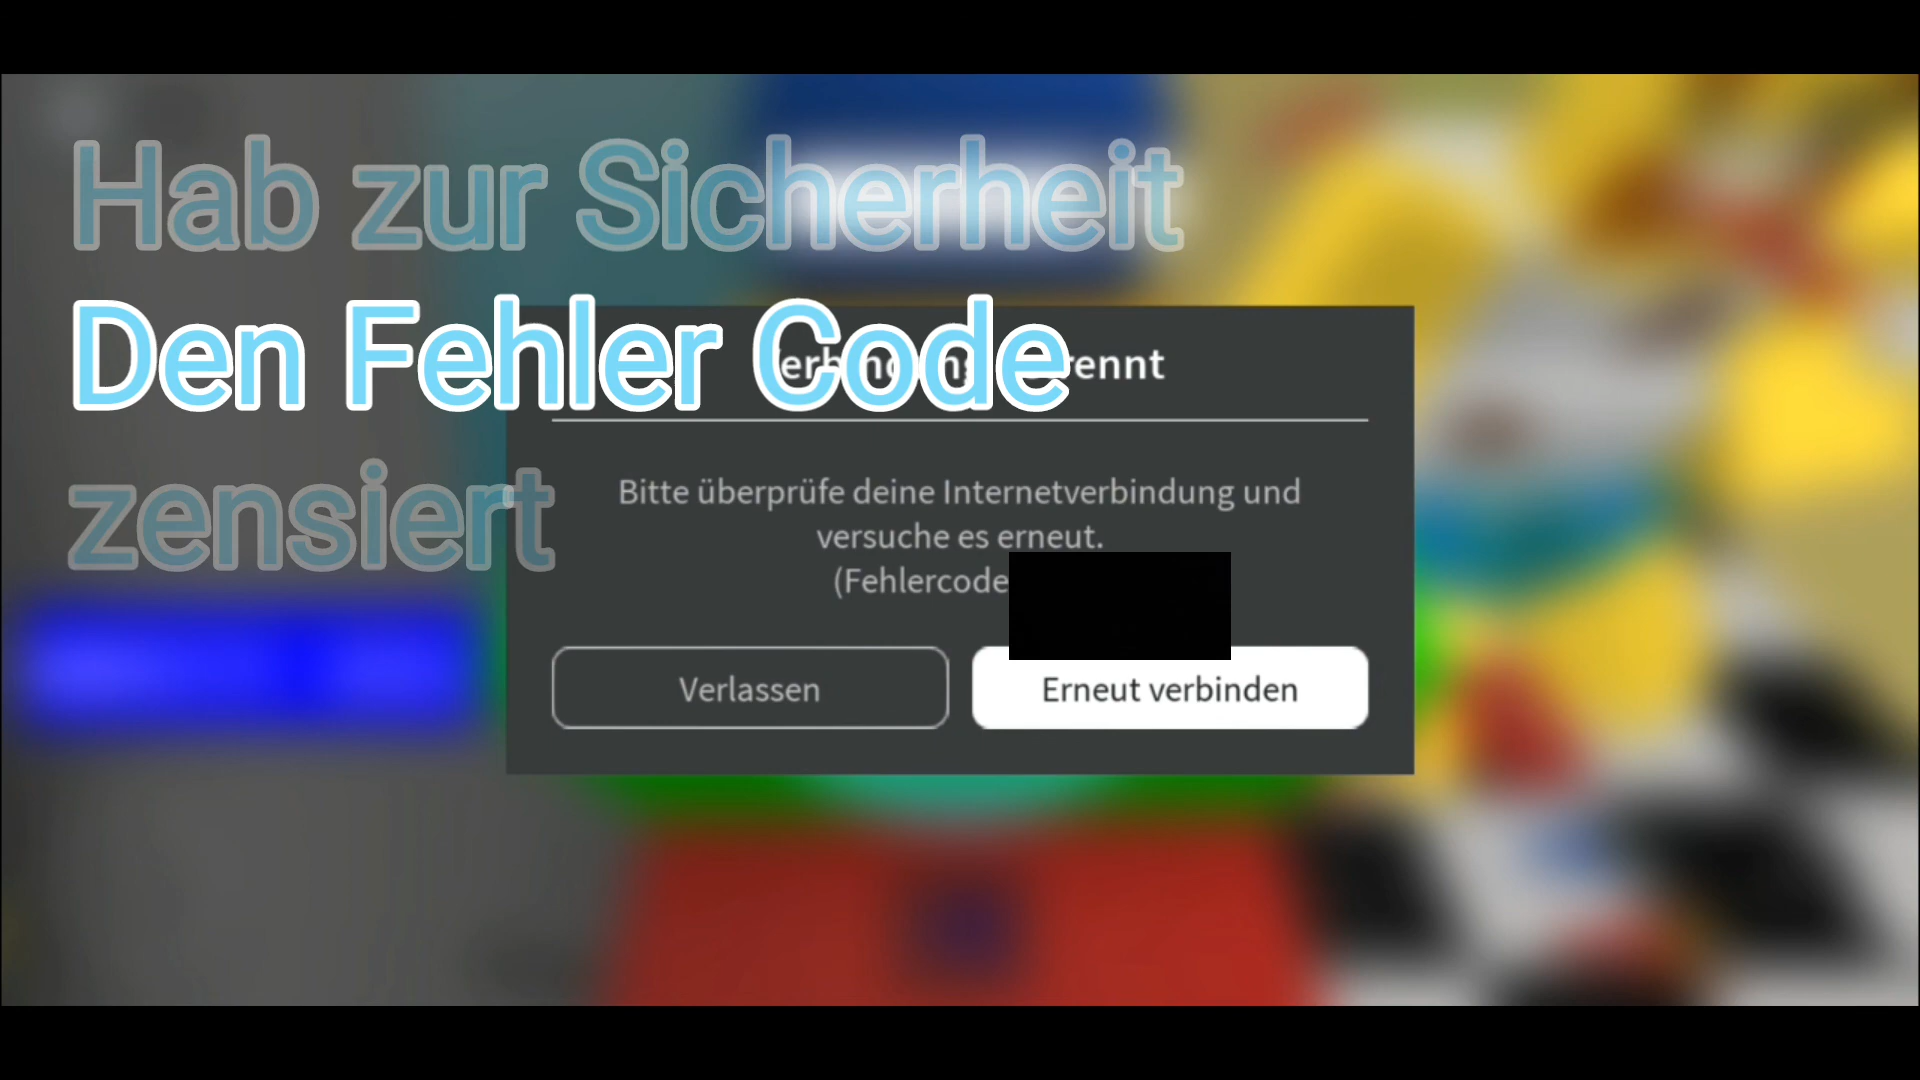 Hab zur Sicherheit
Den Fehler Code
zensiert
Bitte überprüfe deine Internetverbindung und
versuche es erneut.
(Fehlercode
Verlassen
Erneut verbinden